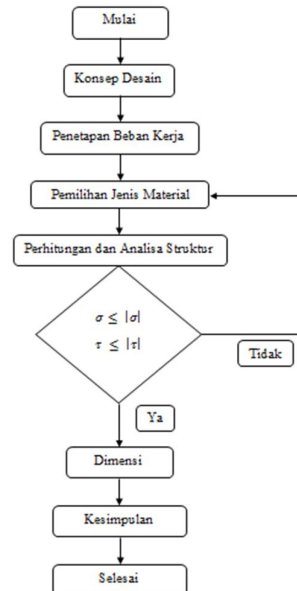 Mulai
Konsep Desain
Penetapan Beban Kerja
Pemilihan Jenis Material
Perhitungan dan Analisa Struktur
σ ≤ |σ|
τ ≤ |τ|
Tidak
Ya
Dimensi
Kesimpulan
Selesai